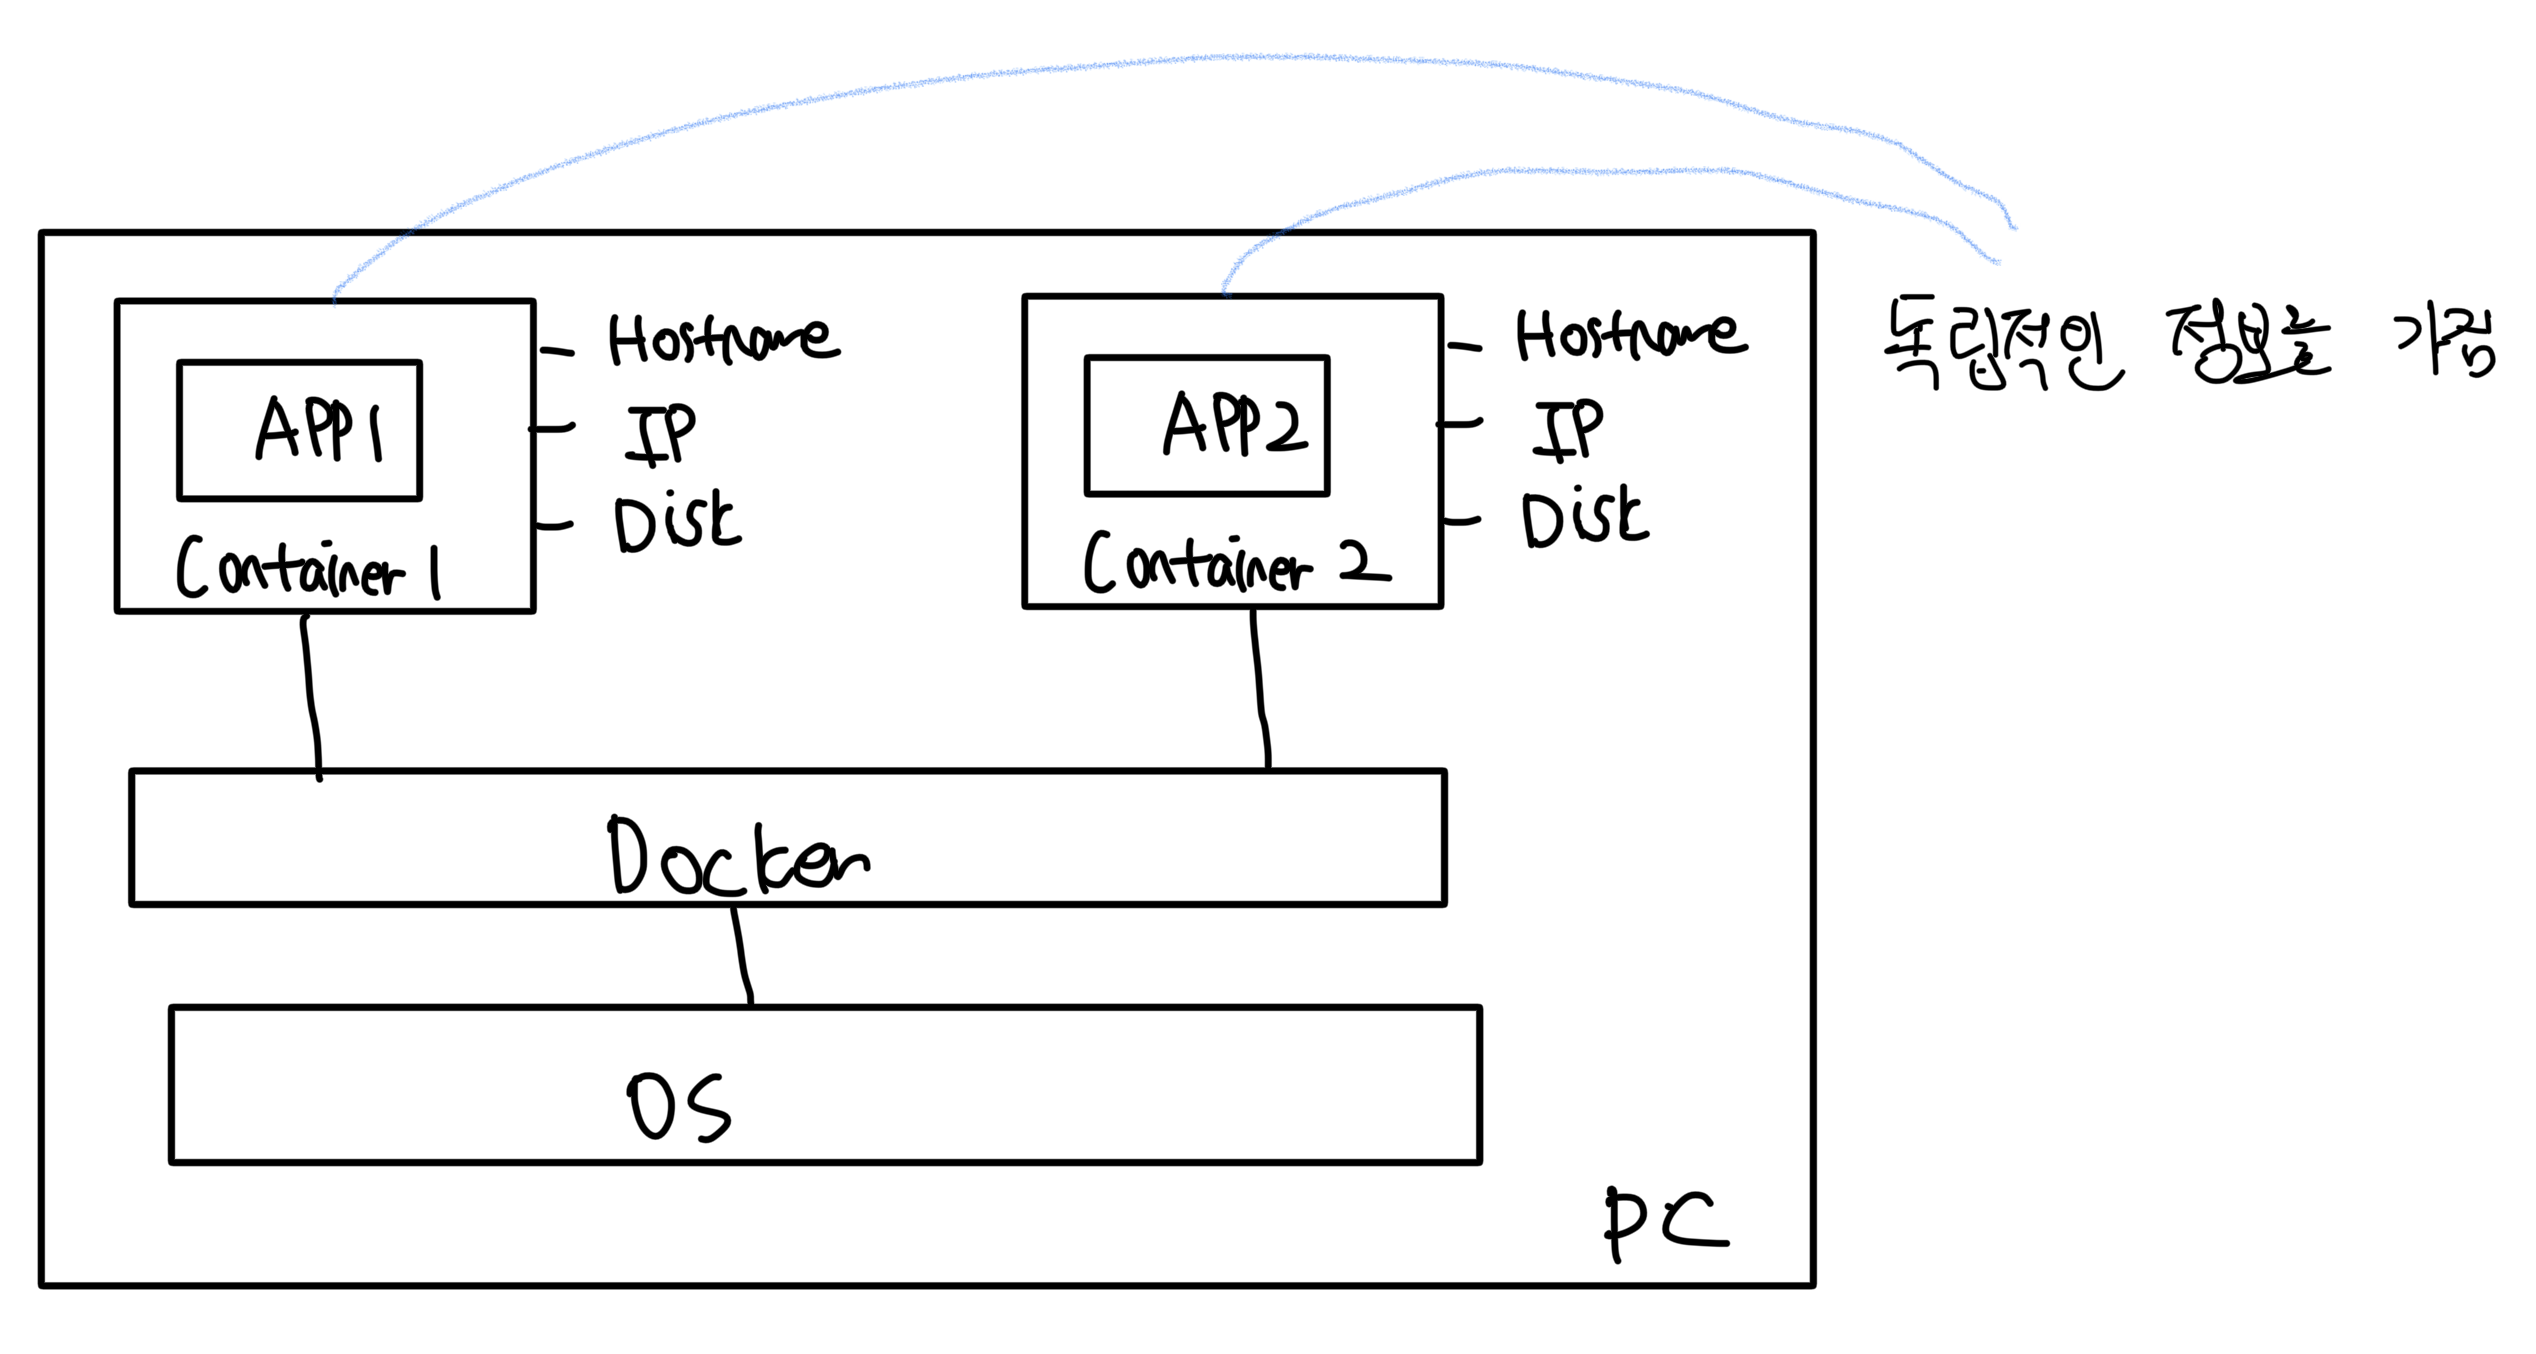 Hostname
APP1
IP
Disk
Container 1
Hostname
APP2
IP
Disk
Container 2
독립적인 정보를 가짐
Docker
OS
PC